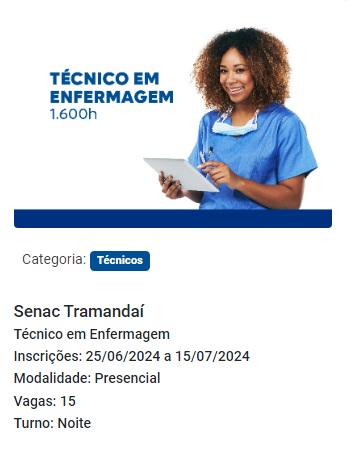 TÉCNICO EM
ENFERMAGEM
1.600h
Categoria: Técnicos
Senac Tramandaí
Técnico em Enfermagem
Inscrições: 25/06/2024 a 15/07/2024
Modalidade: Presencial
Vagas: 15
Turno: Noite